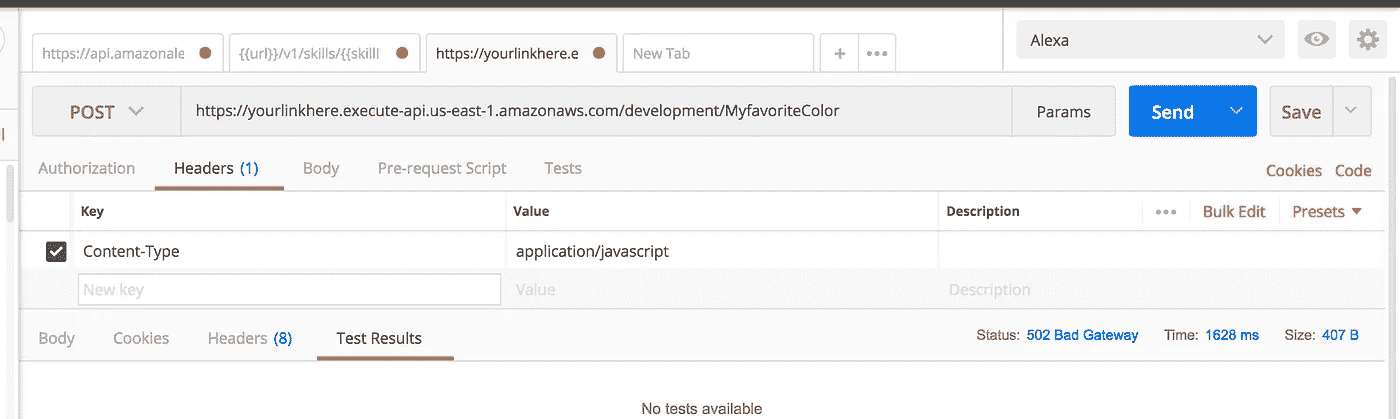 https://api.amazonale
{{url}}/v1/skills/{{skillI
https://yourlinkhere.e
New Tab
+
•••
Alexa
POST
https://yourlinkhere.execute-api.us-east-1.amazonaws.com/development/MyfavoriteColor
Params
Send
Save
Authorization
Headers (1)
Body
Pre-request Script
Tests
Cookies
Code
Key
Value
Description
•••
Bulk Edit
Presets
Content-Type
application/javascript
New key
Value
Description
Body
Cookies
Headers (8)
Test Results
Status: 502 Bad Gateway
Time: 1628 ms
Size: 407 B
No tests available